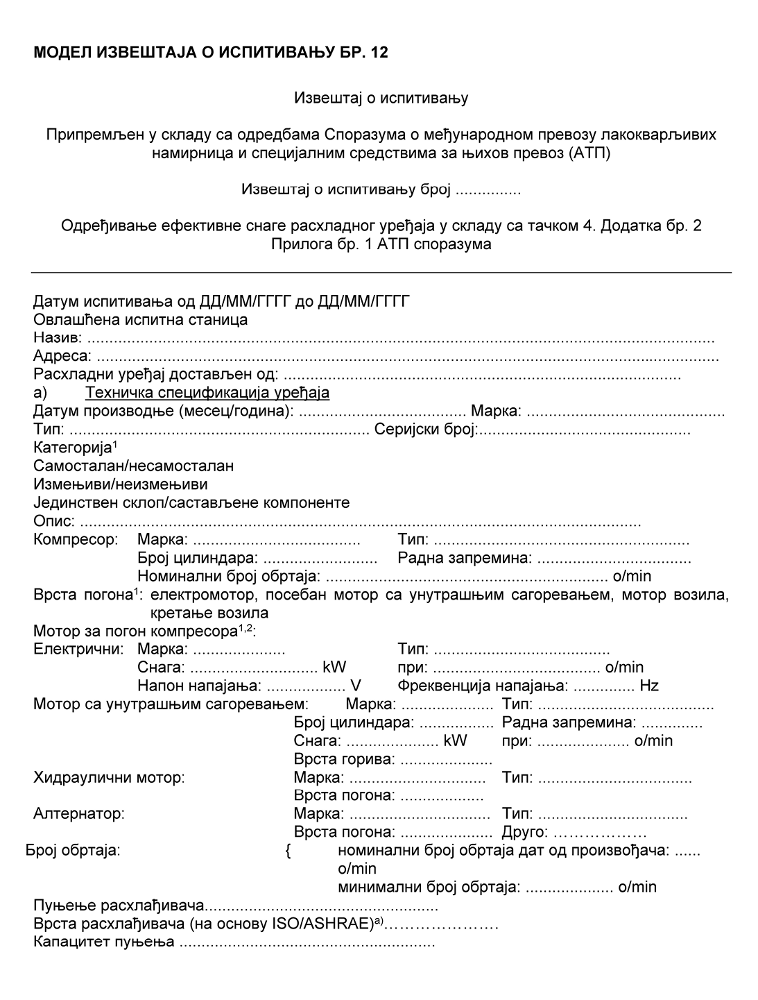 МОДЕЛ ИЗВЕШТАЈА О ИСПИТИВАЊУ БР. 12
Извештај о испитивању
Припремљен у складу са одредбама Споразума о међународном превозу лакокварљивих
намирница и специјалним средствима за њихов превоз (АТП)
Извештај о испитивању број ...............
Одређивање ефективне снаге расхладног уређаја у складу са тачком 4. Додатка бр. 2
Прилога бр. 1 АТП споразума
Датум испитивања од ДД/ММ/ГГГГ до ДД/ММ/ГГГГ
Овлашћена испитна станица
Назив: ................................................................................
Адреса: ................................................................................
Расхладни уређај достављен од: ............................................................
а) Техничка спецификација уређаја
Датум производње (месец/година): ...................................... Марка: .............................................
Тип: .................................................................... Серијски број:................................................
Категорија¹
Самосталан/несамосталан
Измењиви/неизмењиви
Јединствен склоп/састављене компоненте
Опис: ................................................................................
Компресор: Марка: ...................................... Тип: ..........................................................
Број цилиндара: .......................... Радна запремина: ...................................
Номинални број обртаја: ................................................................ o/min
Врста погона¹: електромотор, посебан мотор са унутрашњим сагоревањем, мотор возила,
кретање возила
Мотор за погон компресора¹,²:
Електрични: Марка: ..................... Тип: ........................................
Снага: ............................. kW при: ...................................... o/min
Напон напајања: .................. V Фреквенција напајања: .............. Hz
Мотор са унутрашњим сагоревањем: Марка: ..................... Тип: ........................................
Број цилиндара: ................. Радна запремина: ..............
Снага: ..................... kW при: ..................... o/min
Врста горива: .....................
Хидраулични мотор: Марка: ............................... Тип: ...................................
Врста погона: ...................
Алтернатор: Марка: ................................ Тип: ..................................
Врста погона: ..................... Друго: ...................
Број обртаја: { номинални број обртаја дат од произвођача: ......
o/min
минимални број обртаја: .................... o/min
Пуњење расхлађивача.....................................................
Врста расхлађивача (на основу ISO/ASHRAE)ᵃ⁾......................
Капацитет пуњења ..........................................................